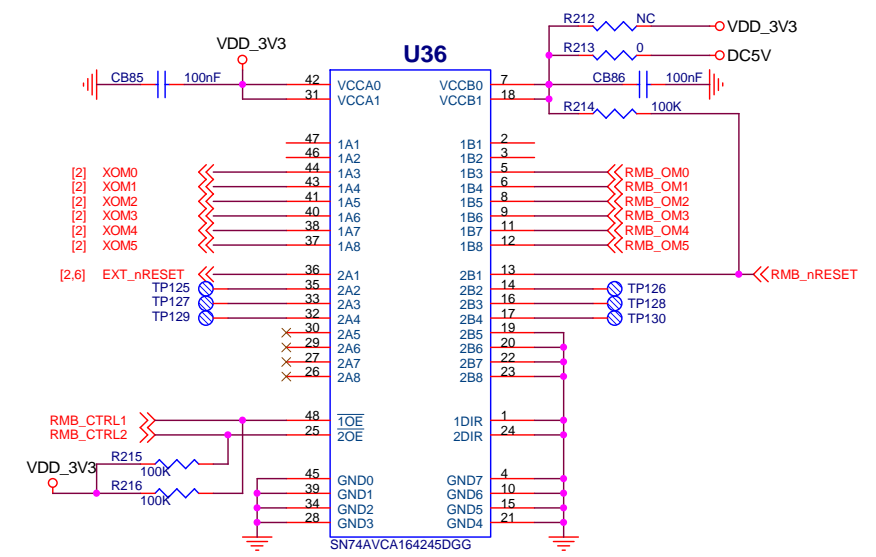 R212 NC VDD_3V3
VDD_3V3 U36 R213 0 DC5V
CB85 100nF 42 VCCA0 VCCB0 7 CB86 100nF
31 VCCA1 VCCB1 18 R214 100K
47 1A1 1B1 2
46 1A2 1B2 3
[2] XOM0 44 1A3 1B3 5 RMB_OM0
[2] XOM1 43 1A4 1B4 6 RMB_OM1
[2] XOM2 41 1A5 1B5 8 RMB_OM2
[2] XOM3 40 1A6 1B6 9 RMB_OM3
[2] XOM4 38 1A7 1B7 11 RMB_OM4
[2] XOM5 37 1A8 1B8 12 RMB_OM5
[2,6] EXT_nRESET 36 2A1 2B1 13 RMB_nRESET
TP125 35 2A2 2B2 14 TP126
TP127 33 2A3 2B3 16 TP128
TP129 32 2A4 2B4 17 TP130
30 2A5 2B5 19
29 2A6 2B6 20
27 2A7 2B7 22
26 2A8 2B8 23
RMB_CTRL1 48 1OE 1DIR 1
RMB_CTRL2 25 2OE 2DIR 24
R215 100K
VDD_3V3
R216 100K
45 GND0 GND7 4
39 GND1 GND6 10
34 GND2 GND5 15
28 GND3 GND4 21
SN74AVCA164245DGG